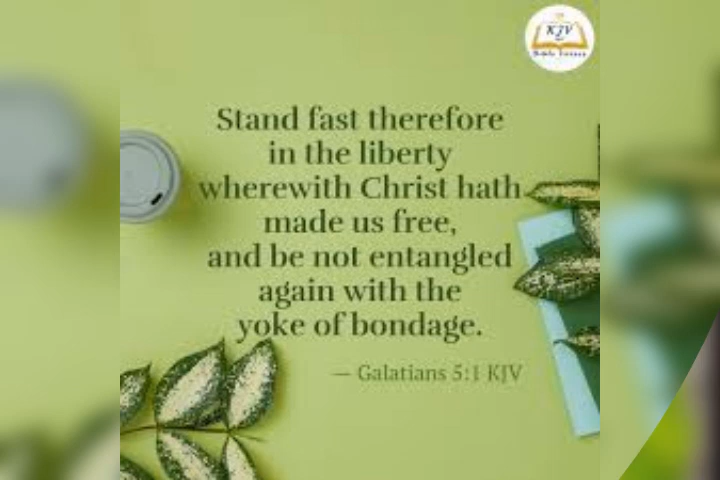 KJV
Stand fast therefore
in the liberty
wherewith Christ hath
made us free,
and be not entangled
again with the
yoke of bondage.
— Galatians 5:1 KJV